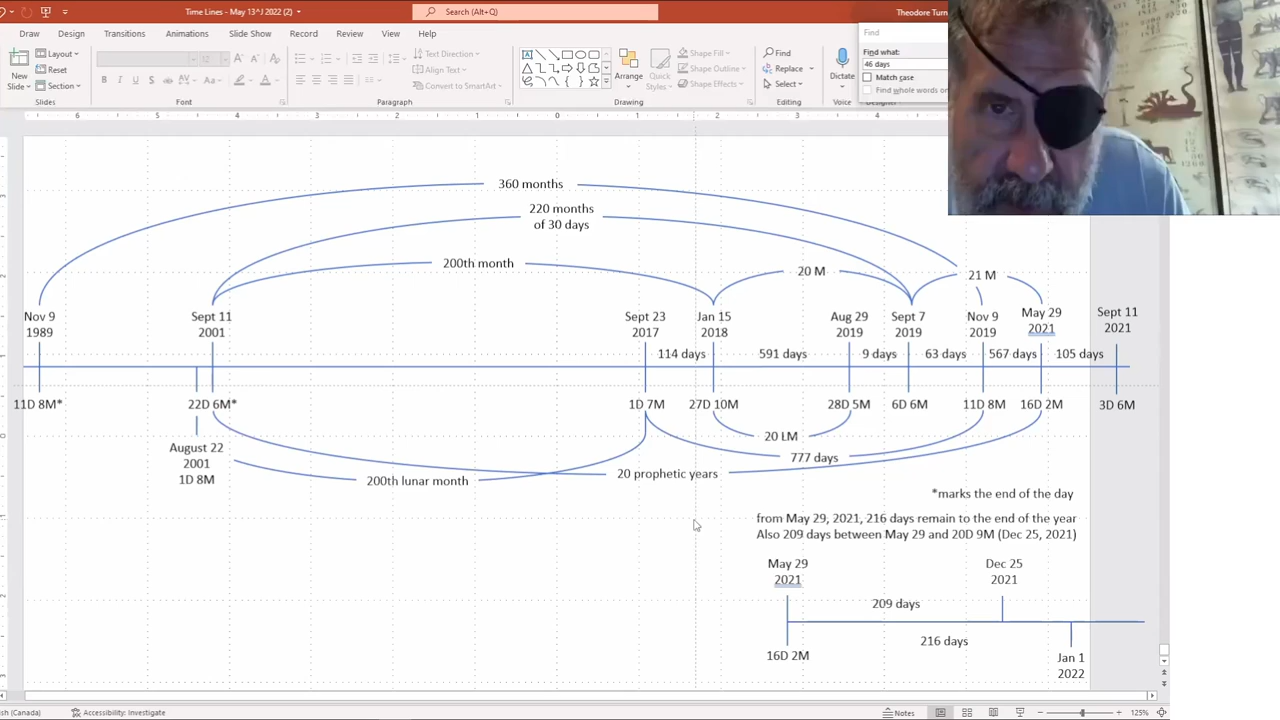 Time Lines - May 13^J 2022 (2)
Search (Alt+Q)
Theodore Turn
Draw Design Transitions Animations Slide Show Record Review View Help
New
Slide
Layout
Reset
Section
Slides
Font
Text Direction
Align Text
Convert to SmartArt
Paragraph
Arrange
Quick
Styles
Shape Fill
Shape Outline
Shape Effects
Drawing
Find
Replace
Select
Editing
Dictate
Voice
Designer
Find
Find what:
46 days
Match case
Find whole words on
360 months
220 months
of 30 days
200th month
20 M
21 M
Nov 9
1989
Sept 11
2001
Sept 23
2017
Jan 15
2018
Aug 29
2019
Sept 7
2019
Nov 9
2019
May 29
2021
Sept 11
2021
114 days
591 days
9 days
63 days
567 days
105 days
11D 8M*
22D 6M*
1D 7M
27D 10M
28D 5M
6D 6M
11D 8M
16D 2M
3D 6M
August 22
2001
1D 8M
20 LM
777 days
20 prophetic years
200th lunar month
*marks the end of the day
from May 29, 2021, 216 days remain to the end of the year
Also 209 days between May 29 and 20D 9M (Dec 25, 2021)
May 29
2021
Dec 25
2021
209 days
216 days
16D 2M
Jan 1
2022
sh (Canada)
Accessibility: Investigate
Notes
125%